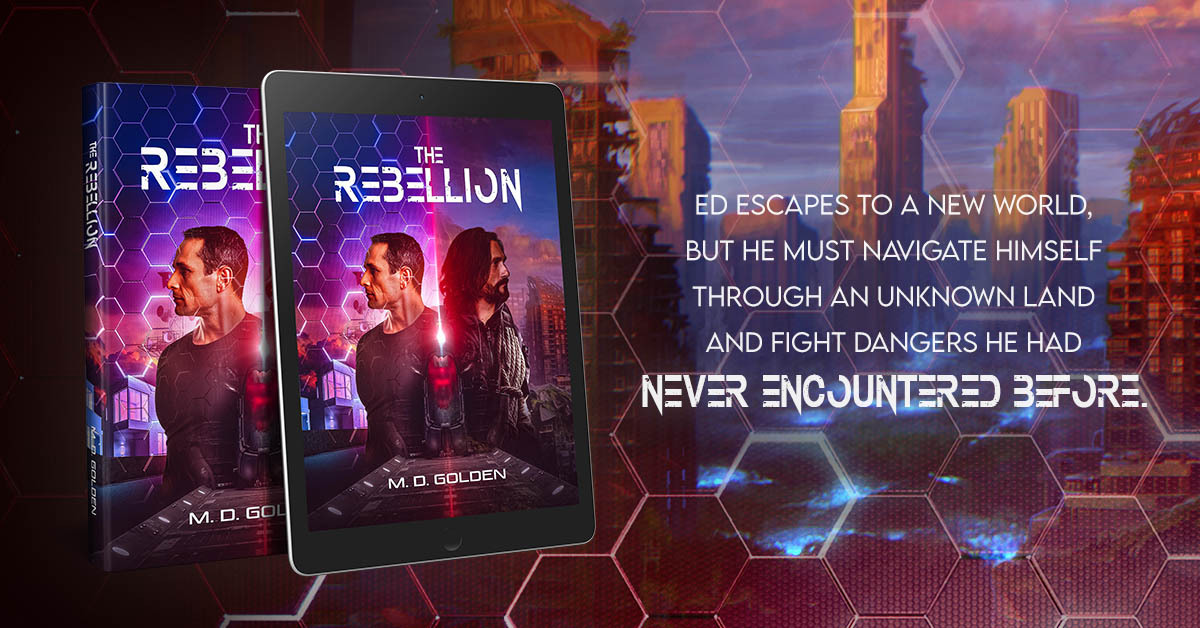 THE
REBELLION
M. D. GOLDEN
THE
REBELLION
M. D. GOLDEN
ED ESCAPES TO A NEW WORLD,
BUT HE MUST NAVIGATE HIMSELF
THROUGH AN UNKNOWN LAND
AND FIGHT DANGERS HE HAD
NEVER ENCOUNTERED BEFORE.